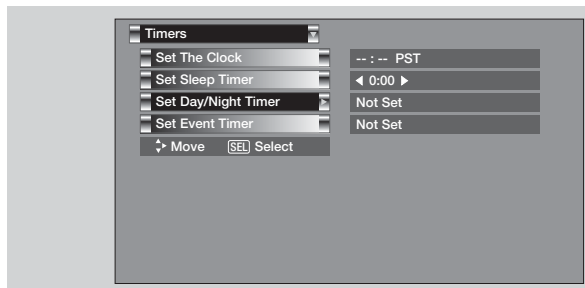 Timers
Set The Clock -- : -- PST
Set Sleep Timer 0:00
Set Day/Night Timer Not Set
Set Event Timer Not Set
Move SEL Select